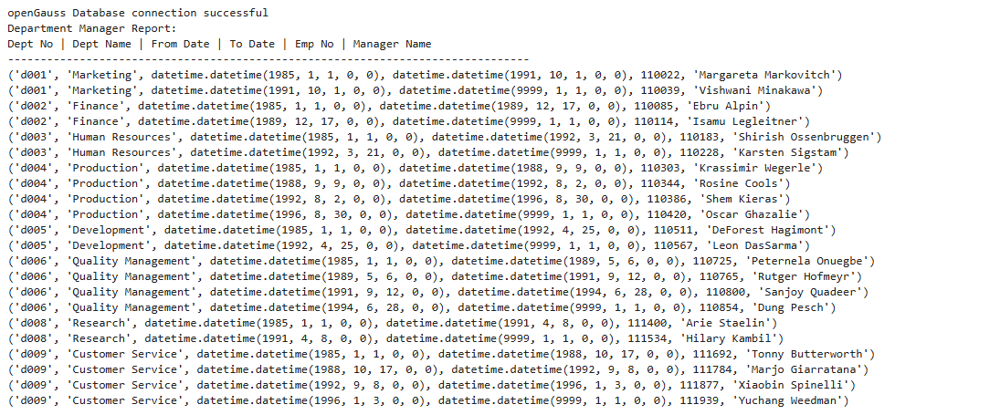 openGauss Database connection successful
Department Manager Report:
Dept No | Dept Name | From Date | To Date | Emp No | Manager Name
--------------------------------------------------------------------------------
('d001', 'Marketing', datetime.datetime(1985, 1, 1, 0, 0), datetime.datetime(1991, 10, 1, 0, 0), 110022, 'Margareta Markovitch')
('d001', 'Marketing', datetime.datetime(1991, 10, 1, 0, 0), datetime.datetime(9999, 1, 1, 0, 0), 110039, 'Vishwani Minakawa')
('d002', 'Finance', datetime.datetime(1985, 1, 1, 0, 0), datetime.datetime(1989, 12, 17, 0, 0), 110085, 'Ebru Alpin')
('d002', 'Finance', datetime.datetime(1989, 12, 17, 0, 0), datetime.datetime(9999, 1, 1, 0, 0), 110114, 'Isamu Legleitner')
('d003', 'Human Resources', datetime.datetime(1985, 1, 1, 0, 0), datetime.datetime(1992, 3, 21, 0, 0), 110183, 'Shirish Ossenbruggen')
('d003', 'Human Resources', datetime.datetime(1992, 3, 21, 0, 0), datetime.datetime(9999, 1, 1, 0, 0), 110228, 'Karsten Sigstam')
('d004', 'Production', datetime.datetime(1985, 1, 1, 0, 0), datetime.datetime(1988, 9, 9, 0, 0), 110303, 'Krassimir Wegerle')
('d004', 'Production', datetime.datetime(1988, 9, 9, 0, 0), datetime.datetime(1992, 8, 2, 0, 0), 110344, 'Rosine Cools')
('d004', 'Production', datetime.datetime(1992, 8, 2, 0, 0), datetime.datetime(1996, 8, 30, 0, 0), 110386, 'Shem Kieras')
('d004', 'Production', datetime.datetime(1996, 8, 30, 0, 0), datetime.datetime(9999, 1, 1, 0, 0), 110420, 'Oscar Ghazalie')
('d005', 'Development', datetime.datetime(1985, 1, 1, 0, 0), datetime.datetime(1992, 4, 25, 0, 0), 110511, 'DeForest Hagimont')
('d005', 'Development', datetime.datetime(1992, 4, 25, 0, 0), datetime.datetime(9999, 1, 1, 0, 0), 110567, 'Leon DasSarma')
('d006', 'Quality Management', datetime.datetime(1985, 1, 1, 0, 0), datetime.datetime(1989, 5, 6, 0, 0), 110725, 'Peternela Onuegbe')
('d006', 'Quality Management', datetime.datetime(1989, 5, 6, 0, 0), datetime.datetime(1991, 9, 12, 0, 0), 110765, 'Rutger Hofmeyr')
('d006', 'Quality Management', datetime.datetime(1991, 9, 12, 0, 0), datetime.datetime(1994, 6, 28, 0, 0), 110800, 'Sanjoy Quadeer')
('d006', 'Quality Management', datetime.datetime(1994, 6, 28, 0, 0), datetime.datetime(9999, 1, 1, 0, 0), 110854, 'Dung Pesch')
('d008', 'Research', datetime.datetime(1985, 1, 1, 0, 0), datetime.datetime(1991, 4, 8, 0, 0), 111400, 'Arie Staelin')
('d008', 'Research', datetime.datetime(1991, 4, 8, 0, 0), datetime.datetime(9999, 1, 1, 0, 0), 111534, 'Hilary Kambil')
('d009', 'Customer Service', datetime.datetime(1985, 1, 1, 0, 0), datetime.datetime(1988, 10, 17, 0, 0), 111692, 'Tonny Butterworth')
('d009', 'Customer Service', datetime.datetime(1988, 10, 17, 0, 0), datetime.datetime(1992, 9, 8, 0, 0), 111784, 'Marjo Giarratana')
('d009', 'Customer Service', datetime.datetime(1992, 9, 8, 0, 0), datetime.datetime(1996, 1, 3, 0, 0), 111877, 'Xiaobin Spinelli')
('d009', 'Customer Service', datetime.datetime(1996, 1, 3, 0, 0), datetime.datetime(9999, 1, 1, 0, 0), 111939, 'Yuchang Weedman')